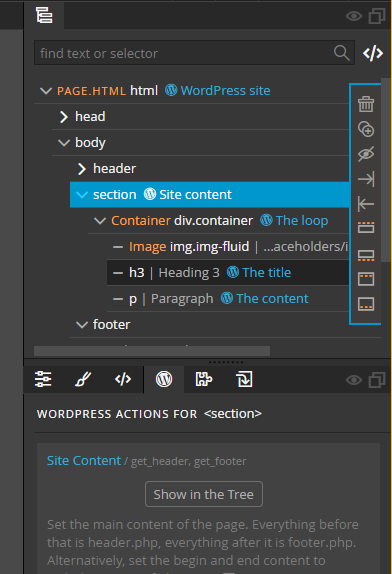 find text or selector
PAGE.HTML html WordPress site
head
body
header
section Site content
Container div.container The loop
Image img.img-fluid | ...aceholders/i
h3 | Heading 3 The title
p | Paragraph The content
footer
WORDPRESS ACTIONS FOR <section>
Site Content / get_header, get_footer
Show in the Tree
Set the main content of the page. Everything before
that is header.php, everything after it is footer.php.
Alternatively, set the begin and end content to